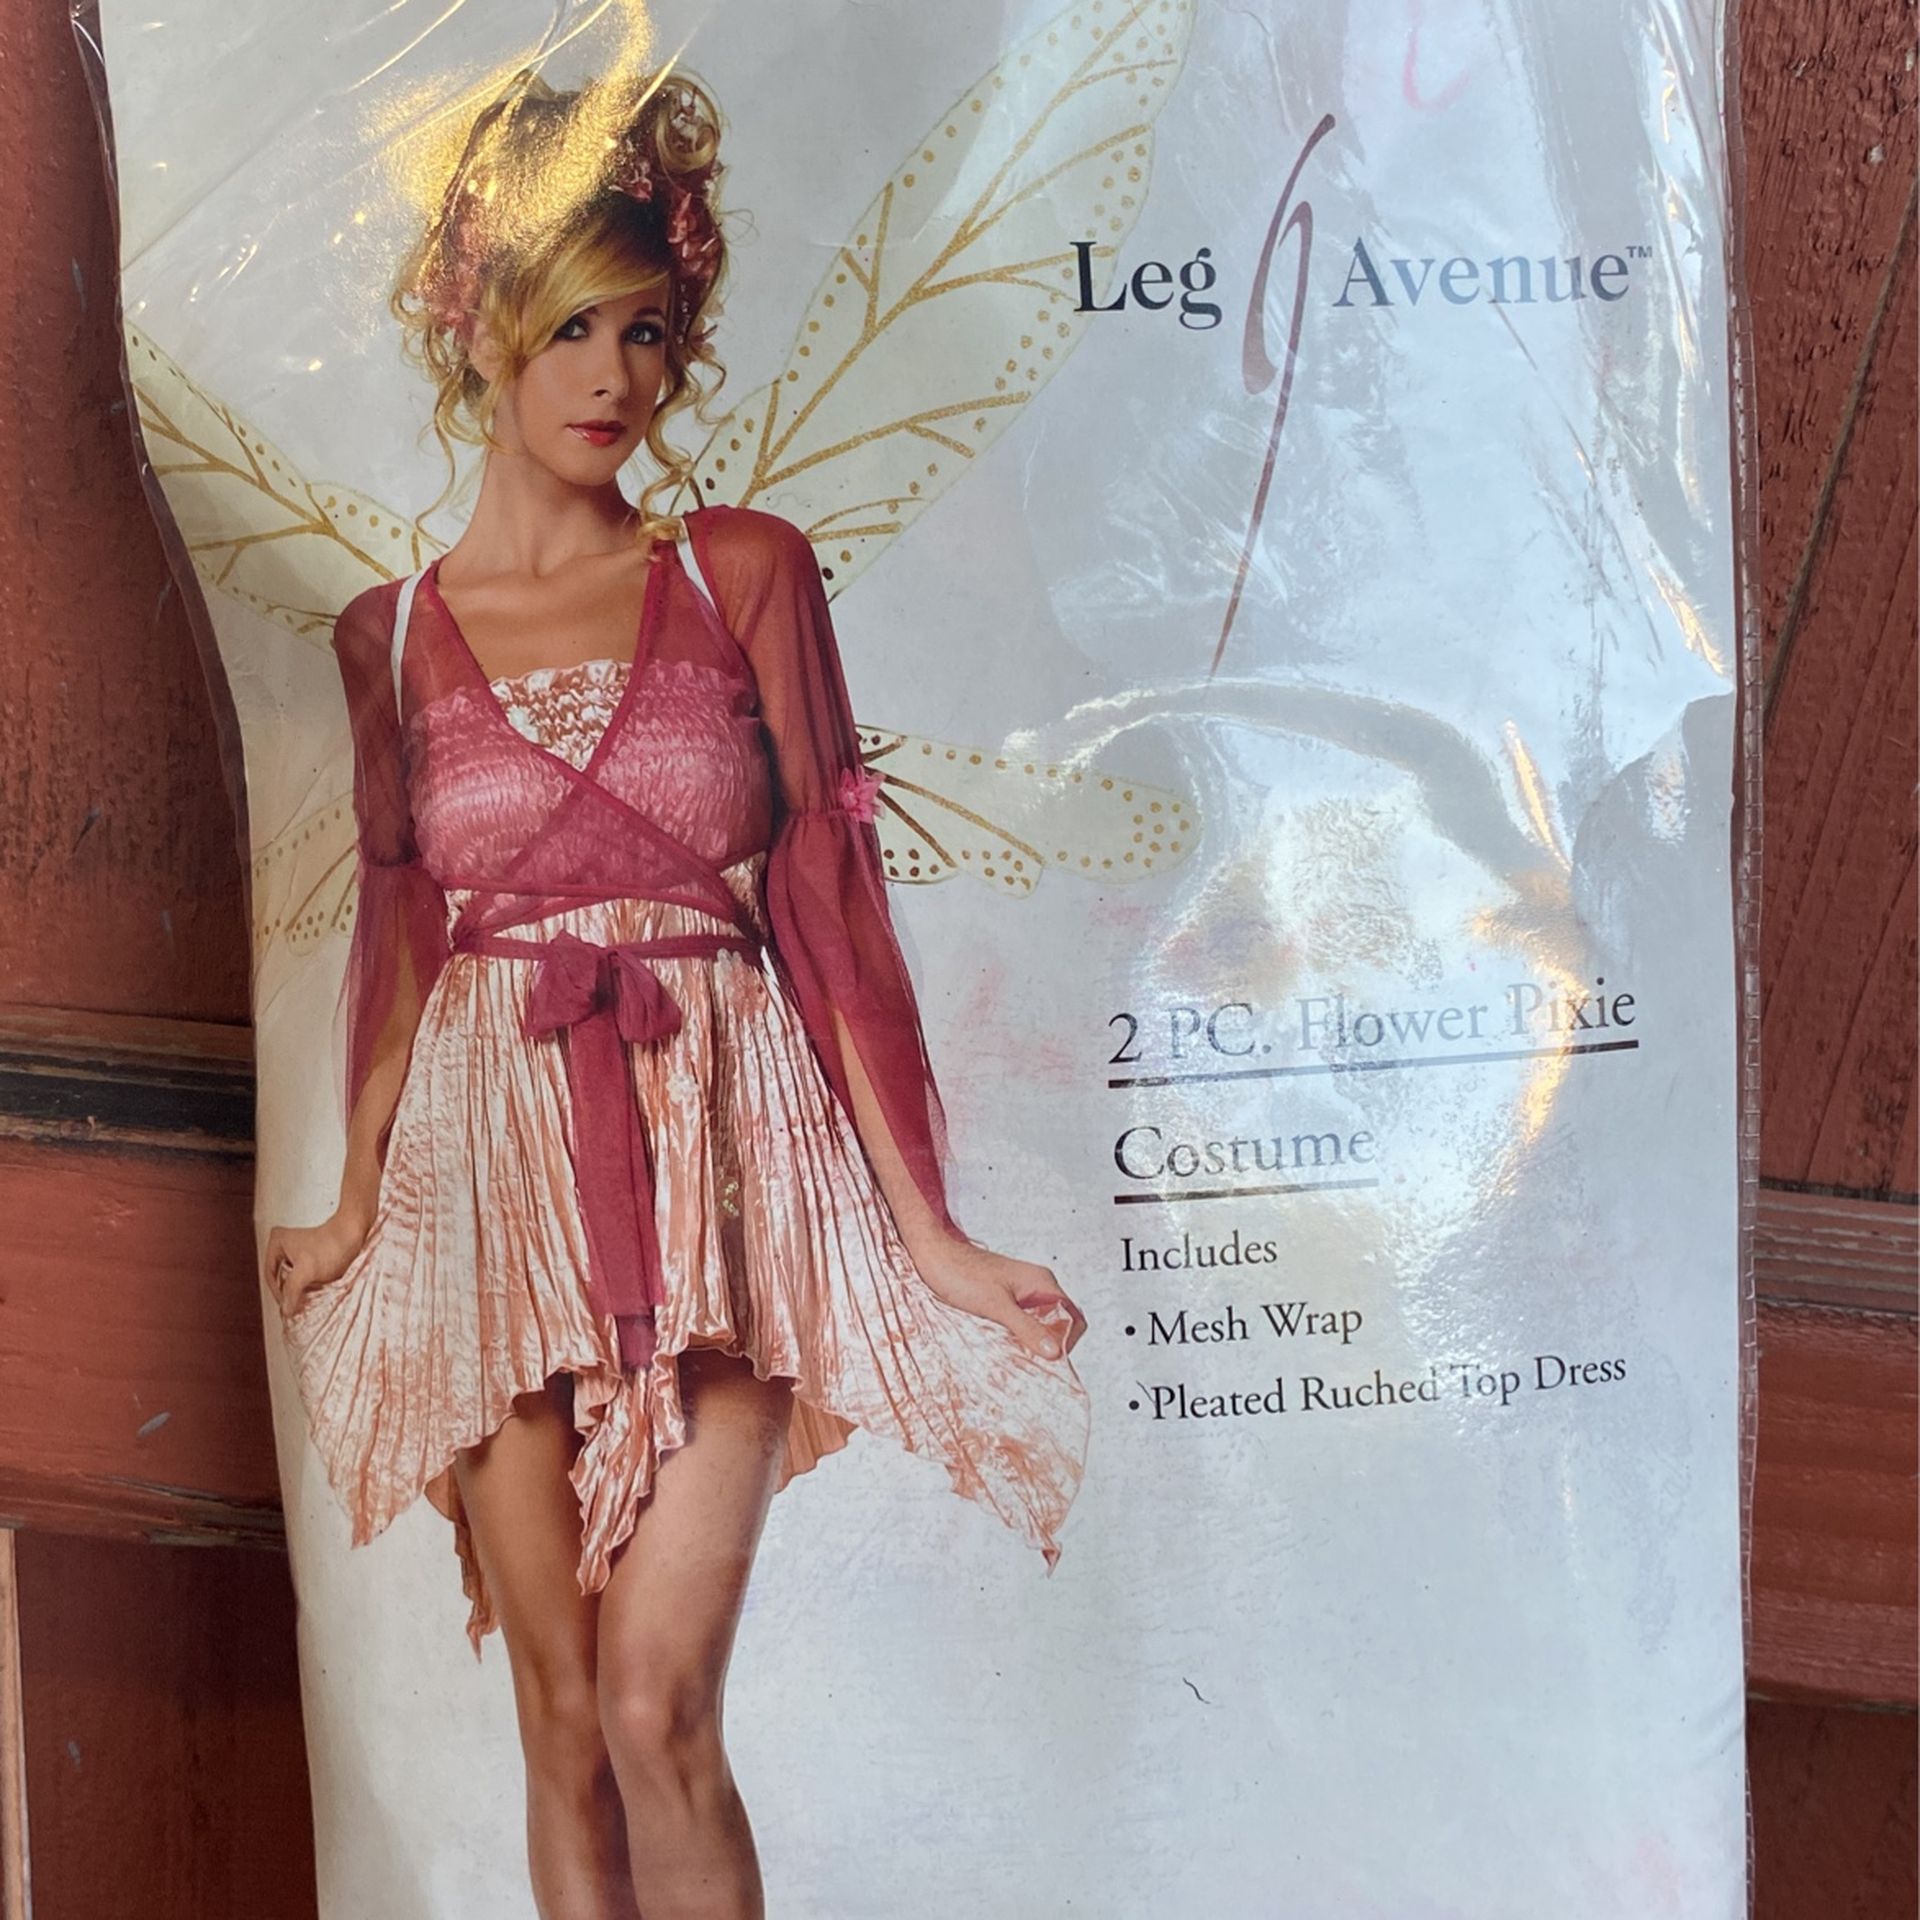 Leg Avenue™
2 PC. Flower Pixie
Costume
Includes
• Mesh Wrap
• Pleated Ruched Top Dress